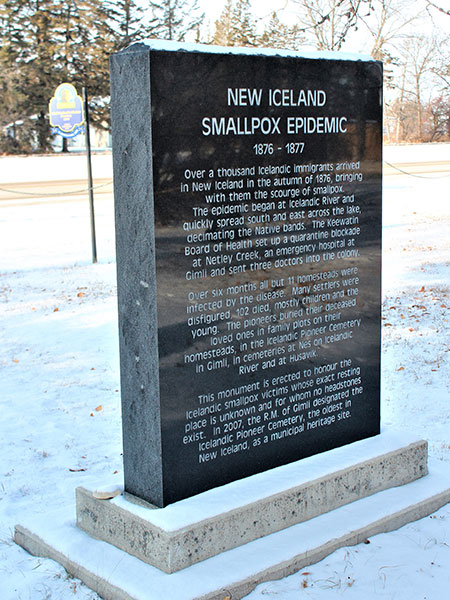 NEW ICELAND
SMALLPOX EPIDEMIC
1876 - 1877
Over a thousand Icelandic immigrants arrived
in New Iceland in the autumn of 1876, bringing
with them the scourge of smallpox.
The epidemic began at Icelandic River and
quickly spread south and east across the lake,
decimating the Native bands. The Keewatin
Board of Health set up a quarantine blockade
at Netley Creek, an emergency hospital at
Gimli and sent three doctors into the colony.
Over six months all but 11 homesteads were
infected by the disease. Many settlers were
disfigured, 102 died, mostly children and the
young. The pioneers buried their deceased
loved ones in family plots on their
homesteads, in the Icelandic Pioneer Cemetery
in Gimli, in cemeteries at Nes on Icelandic
River and at Husavik.
This monument is erected to honour the
Icelandic smallpox victims whose exact resting
place is unknown and for whom no headstones
exist. In 2007, the R.M. of Gimli designated the
Icelandic Pioneer Cemetery, the oldest in
New Iceland, as a municipal heritage site.